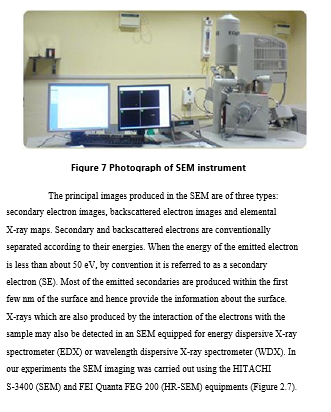 Figure 7 Photograph of SEM instrument
The principal images produced in the SEM are of three types:
secondary electron images, backscattered electron images and elemental
X-ray maps. Secondary and backscattered electrons are conventionally
separated according to their energies. When the energy of the emitted electron
is less than about 50 eV, by convention it is referred to as a secondary
electron (SE). Most of the emitted secondaries are produced within the first
few nm of the surface and hence provide the information about the surface.
X-rays which are also produced by the interaction of the electrons with the
sample may also be detected in an SEM equipped for energy dispersive X-ray
spectrometer (EDX) or wavelength dispersive X-ray spectrometer (WDX). In
our experiments the SEM imaging was carried out using the HITACHI
S-3400 (SEM) and FEI Quanta FEG 200 (HR-SEM) equipments (Figure 2.7).